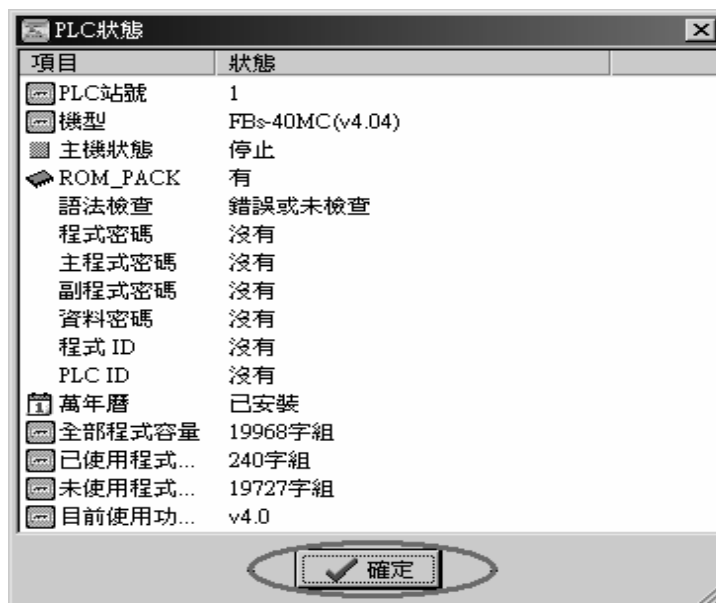 PLC狀態
項目 狀態
PLC站號 1
機型 FBs-40MC(v4.04)
主機狀態 停止
ROM_PACK 有
語法檢查 錯誤或未檢查
程式密碼 沒有
主程式密碼 沒有
副程式密碼 沒有
資料密碼 沒有
程式 ID 沒有
PLC ID 沒有
萬年曆 已安裝
全部程式容量 19968字組
已使用程式... 240字組
未使用程式... 19727字組
目前使用功... v4.0
確定